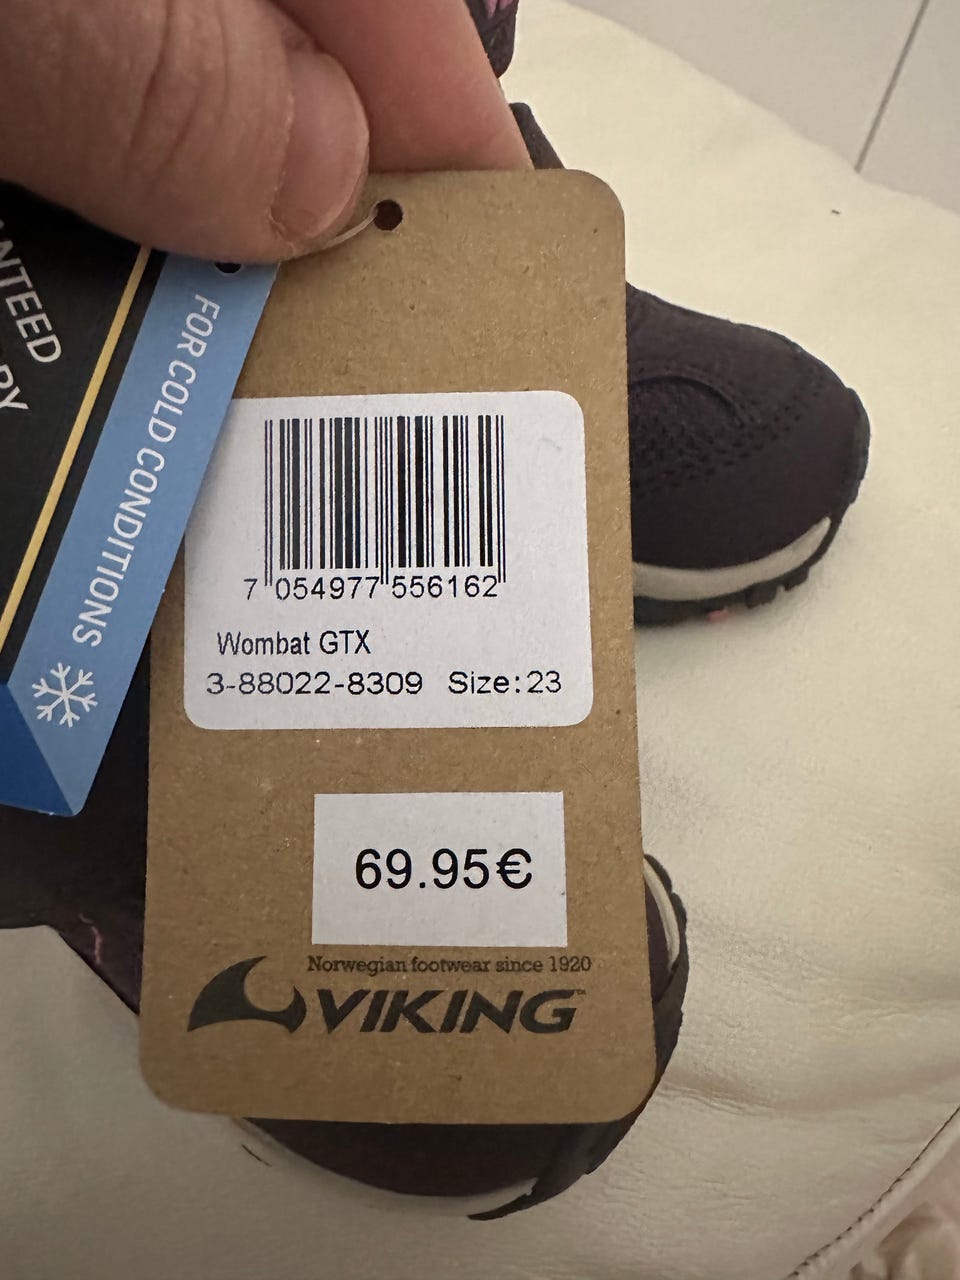 FOR COLD CONDITIONS
7 054977 556162
Wombat GTX
3-88022-8309 Size:23
69.95€
Norwegian footwear since 1920
VIKING™